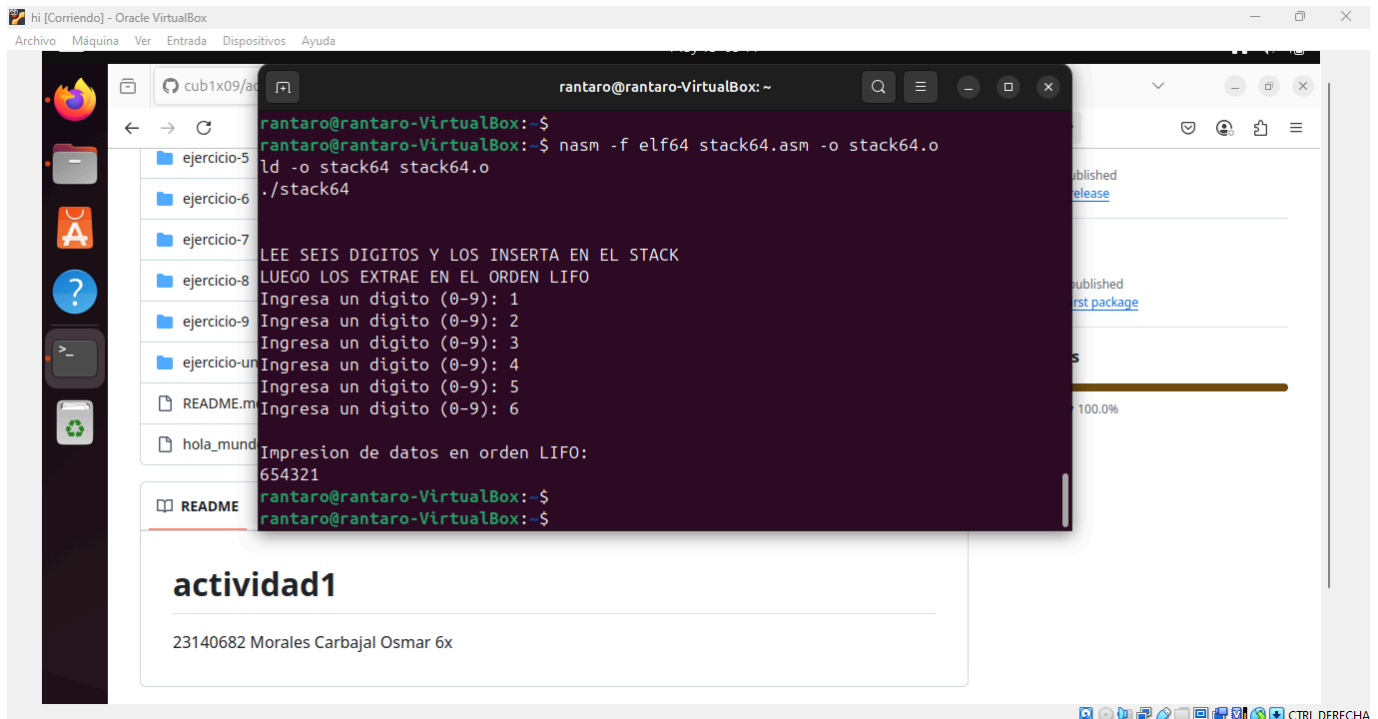 hi [Corriendo] - Oracle VirtualBox
Archivo Máquina Ver Entrada Dispositivos Ayuda
cub1x09/ac
rantaro@rantaro-VirtualBox: ~
rantaro@rantaro-VirtualBox:~$
rantaro@rantaro-VirtualBox:~$ nasm -f elf64 stack64.asm -o stack64.o
ld -o stack64 stack64.o
./stack64
LEE SEIS DIGITOS Y LOS INSERTA EN EL STACK
LUEGO LOS EXTRAE EN EL ORDEN LIFO
Ingresa un digito (0-9): 1
Ingresa un digito (0-9): 2
Ingresa un digito (0-9): 3
Ingresa un digito (0-9): 4
Ingresa un digito (0-9): 5
Ingresa un digito (0-9): 6
Impresion de datos en orden LIFO:
654321
rantaro@rantaro-VirtualBox:~$
rantaro@rantaro-VirtualBox:~$
ejercicio-5
ejercicio-6
ejercicio-7
ejercicio-8
ejercicio-9
ejercicio-un
README.m
hola_mund
ublished
elease
ublished
rst package
s
100.0%
README
actividad1
23140682 Morales Carbajal Osmar 6x
CTRL DERECHA